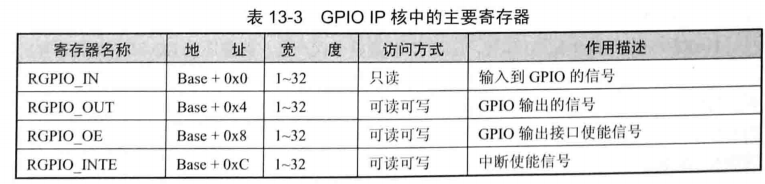 表 13-3 GPIO IP 核中的主要寄存器
寄存器名称 地 址 宽 度 访问方式 作用描述
RGPIO_IN Base + 0x0 1~32 只读 输入到 GPIO 的信号
RGPIO_OUT Base + 0x4 1~32 可读可写 GPIO 输出的信号
RGPIO_OE Base + 0x8 1~32 可读可写 GPIO 输出接口使能信号
RGPIO_INTE Base + 0xC 1~32 可读可写 中断使能信号